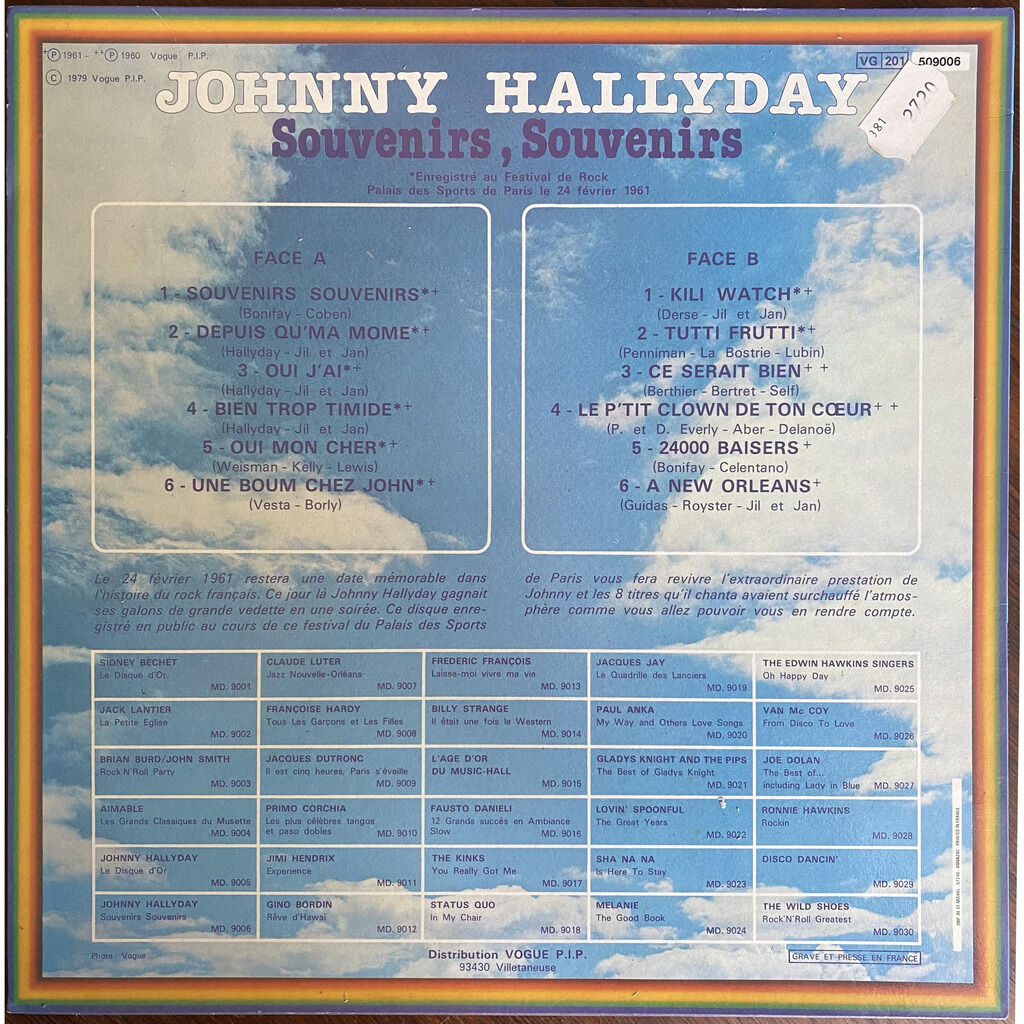 +Ⓟ 1961 - ++Ⓟ 1960 Vogue P.I.P.
© 1979 Vogue P.I.P.
VG 201 509006
381 2720
JOHNNY HALLYDAY
Souvenirs, Souvenirs
*Enregistré au Festival de Rock
Palais des Sports de Paris le 24 février 1961
FACE A
1 - SOUVENIRS SOUVENIRS*+
(Bonifay - Coben)
2 - DEPUIS QU'MA MOME*+
(Hallyday - Jil et Jan)
3 - OUI J'AI*+
(Hallyday - Jil et Jan)
4 - BIEN TROP TIMIDE*+
(Hallyday - Jil et Jan)
5 - OUI MON CHER*+
(Weisman - Kelly - Lewis)
6 - UNE BOUM CHEZ JOHN*+
(Vesta - Borly)
FACE B
1 - KILI WATCH*+
(Derse - Jil et Jan)
2 - TUTTI FRUTTI*+
(Penniman - La Bostrie - Lubin)
3 - CE SERAIT BIEN++
(Berthier - Bertret - Self)
4 - LE P'TIT CLOWN DE TON CŒUR++
(P. et D. Everly - Aber - Delanoë)
5 - 24000 BAISERS+
(Bonifay - Celentano)
6 - A NEW ORLEANS+
(Guidas - Royster - Jil et Jan)
Le 24 février 1961 restera une date mémorable dans
l'histoire du rock français. Ce jour là Johnny Hallyday gagnait
ses galons de grande vedette en une soirée. Ce disque enre-
gistré en public au cours de ce festival du Palais des Sports
de Paris vous fera revivre l'extraordinaire prestation de
Johnny et les 8 titres qu'il chanta avaient surchauffé l'atmos-
phère comme vous allez pouvoir vous en rendre compte.
SIDNEY BECHET
Le Disque d'Or
MD. 9001
CLAUDE LUTER
Jazz Nouvelle-Orléans
MD. 9007
FREDERIC FRANÇOIS
Laisse-moi vivre ma vie
MD. 9013
JACQUES JAY
Le Quadrille des Lanciers
MD. 9019
THE EDWIN HAWKINS SINGERS
Oh Happy Day
MD. 9025
JACK LANTIER
La Petite Eglise
MD. 9002
FRANÇOISE HARDY
Tous Les Garçons et Les Filles
MD. 9008
BILLY STRANGE
Il était une fois le Western
MD. 9014
PAUL ANKA
My Way and Others Love Songs
MD. 9020
VAN Mc COY
From Disco To Love
MD. 9026
BRIAN BURD/JOHN SMITH
Rock'N'Roll Party
MD. 9003
JACQUES DUTRONC
Il est cinq heures, Paris s'éveille
MD. 9009
L'AGE D'OR
DU MUSIC-HALL
MD. 9015
GLADYS KNIGHT AND THE PIPS
The Best of Gladys Knight
MD. 9021
JOE DOLAN
The Best of...
Including Lady in Blue MD. 9027
AIMABLE
Les Grands Classiques du Musette
MD. 9004
PRIMO CORCHIA
Les plus célèbres tangos
et paso dobles MD. 9010
FAUSTO DANIELI
12 Grands succès en Ambiance
Slow MD. 9016
LOVIN' SPOONFUL
The Great Years
MD. 9022
RONNIE HAWKINS
Rockin
MD. 9028
JOHNNY HALLYDAY
Le Disque d'Or
MD. 9005
JIMI HENDRIX
Experience
MD. 9011
THE KINKS
You Really Got Me
MD. 9017
SHA NA NA
Is Here To Stay
MD. 9023
DISCO DANCIN'
MD. 9029
JOHNNY HALLYDAY
Souvenirs Souvenirs
MD. 9006
GINO BORDIN
Rêve d'Hawaï
MD. 9012
STATUS QUO
In My Chair
MD. 9018
MELANIE
The Good Book
MD. 9024
THE WILD SHOES
Rock'N'Roll Greatest
MD. 9030
Photo : Vogue
Distribution VOGUE P.I.P.
93430 Villetaneuse
GRAVE ET PRESSE EN FRANCE